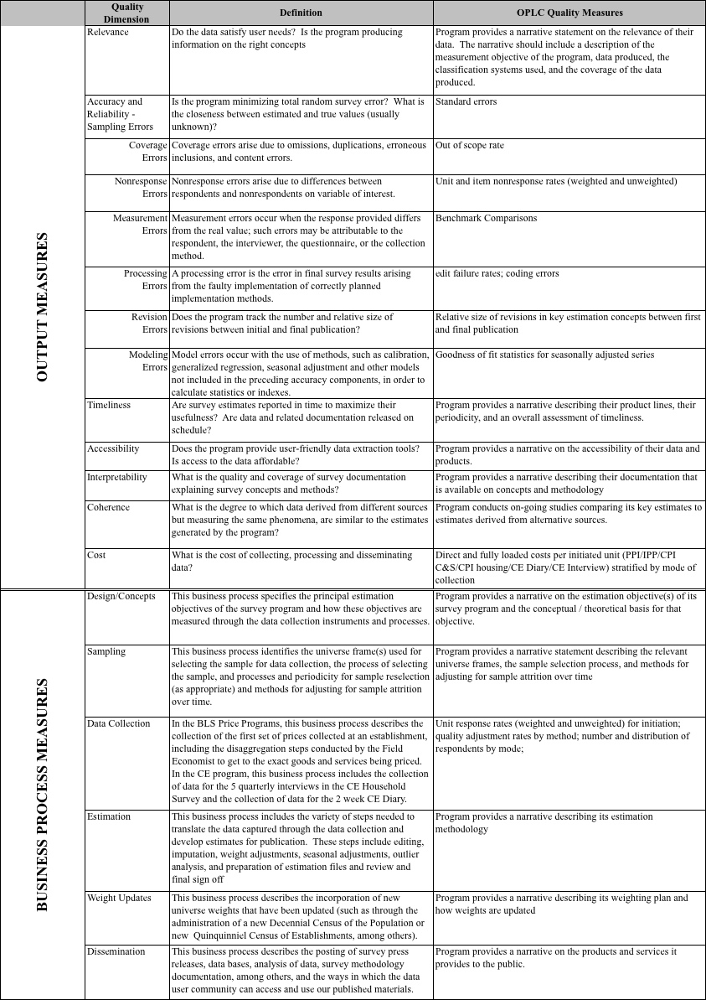 Quality
Dimension
Definition
OPLC Quality Measures
OUTPUT MEASURES
Relevance
Do the data satisfy user needs?  Is the program producing
information on the right concepts
Program provides a narrative statement on the relevance of their
data.  The narrative should include a description of the
measurement objective of the program, data produced, the
classification systems used, and the coverage of the data
produced.
Accuracy and
Reliability -
Sampling Errors
Is the program minimizing total random survey error?  What is
the closeness between estimated and true values (usually
unknown)?
Standard errors
Coverage
Errors
Coverage errors arise due to omissions, duplications, erroneous
inclusions, and content errors.
Out of scope rate
Nonresponse
Errors
Nonresponse errors arise due to differences between
respondents and nonrespondents on variable of interest.
Unit and item nonresponse rates (weighted and unweighted)
Measurement
Errors
Measurement errors occur when the response provided differs
from the real value; such errors may be attributable to the
respondent, the interviewer, the questionnaire, or the collection
method.
Benchmark Comparisons
Processing
Errors
A processing error is the error in final survey results arising
from the faulty implementation of correctly planned
implementation methods.
edit failure rates; coding errors
Revision
Errors
Does the program track the number and relative size of
revisions between initial and final publication?
Relative size of revisions in key estimation concepts between first
and final publication
Modeling
Errors
Model errors occur with the use of methods, such as calibration,
generalized regression, seasonal adjustment and other models
not included in the preceding accuracy components, in order to
calculate statistics or indexes.
Goodness of fit statistics for seasonally adjusted series
Timeliness
Are survey estimates reported in time to maximize their
usefulness?  Are data and related documentation released on
schedule?
Program provides a narrative describing their product lines, their
periodicity, and an overall assessment of timeliness.
Accessibility
Does the program provide user-friendly data extraction tools?
Is access to the data affordable?
Program provides a narrative on the accessibility of their data and
products.
Interpretability
What is the quality and coverage of survey documentation
explaining survey concepts and methods?
Program provides a narrative describing their documentation that
is available on concepts and methodology
Coherence
What is the degree to which data derived from different sources
but measuring the same phenomena, are similar to the estimates
generated by the program?
Program conducts on-going studies comparing its key estimates to
estimates derived from alternative sources.
Cost
What is the cost of collecting, processing and disseminating
data?
Direct and fully loaded costs per initiated unit (PPI/IPP/CPI
C&S/CPI housing/CE Diary/CE Interview) stratified by mode of
collection
BUSINESS PROCESS MEASURES
Design/Concepts
This business process specifies the principal estimation
objectives of the survey program and how these objectives are
measured through the data collection instruments and processes.
Program provides a narrative on the estimation objective(s) of its
survey program and the conceptual / theoretical basis for that
objective.
Sampling
This business process identifies the universe frame(s) used for
selecting the sample for data collection, the process of selecting
the sample, and processes and periodicity for sample reselection
(as appropriate) and methods for adjusting for sample attrition
over time.
Program provides a narrative statement describing the relevant
universe frames, the sample selection process, and methods for
adjusting for sample attrition over time
Data Collection
In the BLS Price Programs, this business process describes the
collection of the first set of prices collected at an establishment,
including the disaggregation steps conducted by the Field
Economist to get to the exact goods and services being priced.
In the CE program, this business process includes the collection
of data for the 5 quarterly interviews in the CE Household
Survey and the collection of data for the 2 week CE Diary.
Unit response rates (weighted and unweighted) for initiation;
quality adjustment rates by method; number and distribution of
respondents by mode;
Estimation
This business process includes the variety of steps needed to
translate the data captured through the data collection and
develop estimates for publication.  These steps include editing,
imputation, weight adjustments, seasonal adjustments, outlier
analysis, and preparation of estimation files and review and
final sign off
Program provides a narrative describing its estimation
methodology
Weight Updates
This business process describes the incorporation of new
universe weights that have been updated (such as through the
administration of a new Decennial Census of the Population or
new  Quinquinniel Census of Establishments, among others).
Program provides a narrative describing its weighting plan and
how weights are updated
Dissemination
This business process describes the posting of survey press
releases, data bases, analysis of data, survey methodology
documentation, among others, and the ways in which the data
user community can access and use our published materials.
Program provides a narrative on the products and services it
provides to the public.